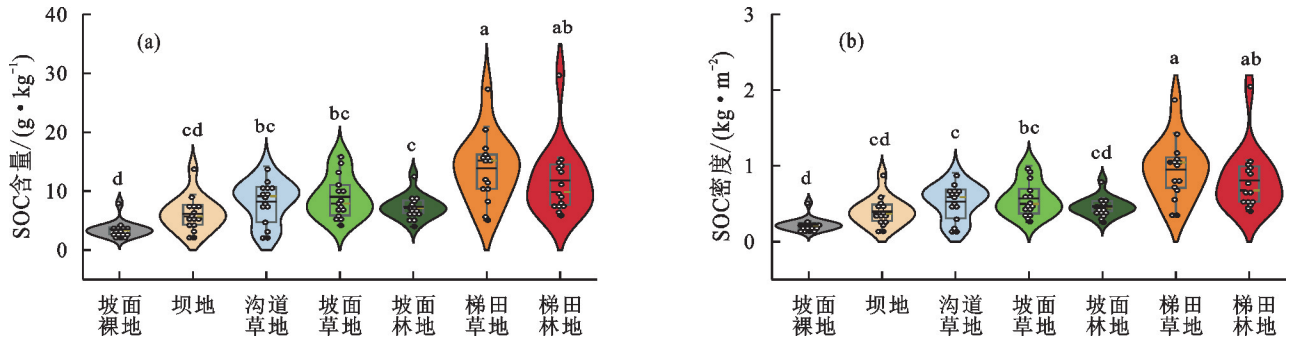 (a)
SOC含量/(g·kg⁻¹)
40
30
20
10
0
d
cd
bc
bc
c
a
ab
坡面
裸地
坝地
沟道
草地
坡面
草地
坡面
林地
梯田
草地
梯田
林地
(b)
SOC密度/(kg·m⁻²)
3
2
1
0
d
cd
c
bc
cd
a
ab
坡面
裸地
坝地
沟道
草地
坡面
草地
坡面
林地
梯田
草地
梯田
林地